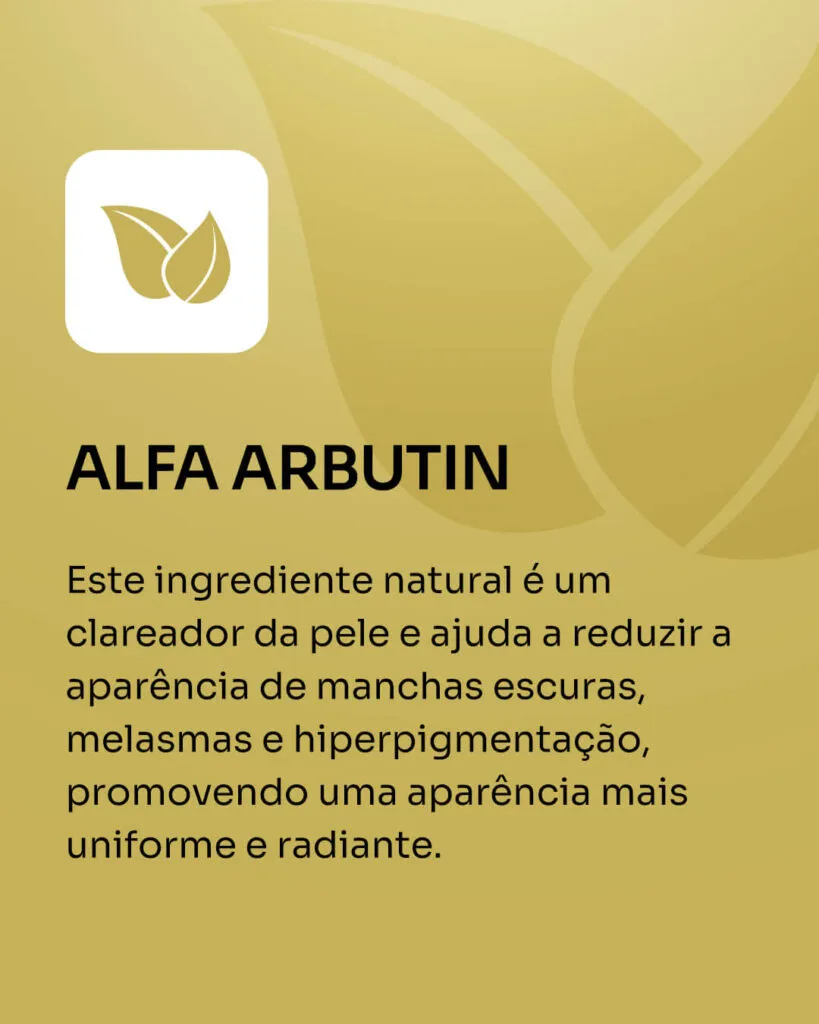 ALFA ARBUTIN
Este ingrediente natural é um
clareador da pele e ajuda a reduzir a
aparência de manchas escuras,
melasmas e hiperpigmentação,
promovendo uma aparência mais
uniforme e radiante.